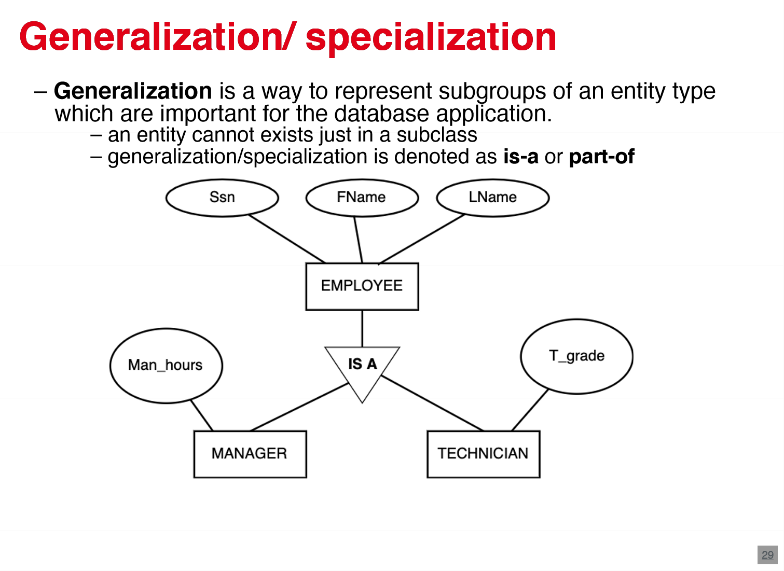 Generalization/ specialization
– Generalization is a way to represent subgroups of an entity type
which are important for the database application.
– an entity cannot exists just in a subclass
– generalization/specialization is denoted as is-a or part-of
Ssn
FName
LName
EMPLOYEE
Man_hours
IS A
T_grade
MANAGER
TECHNICIAN
29